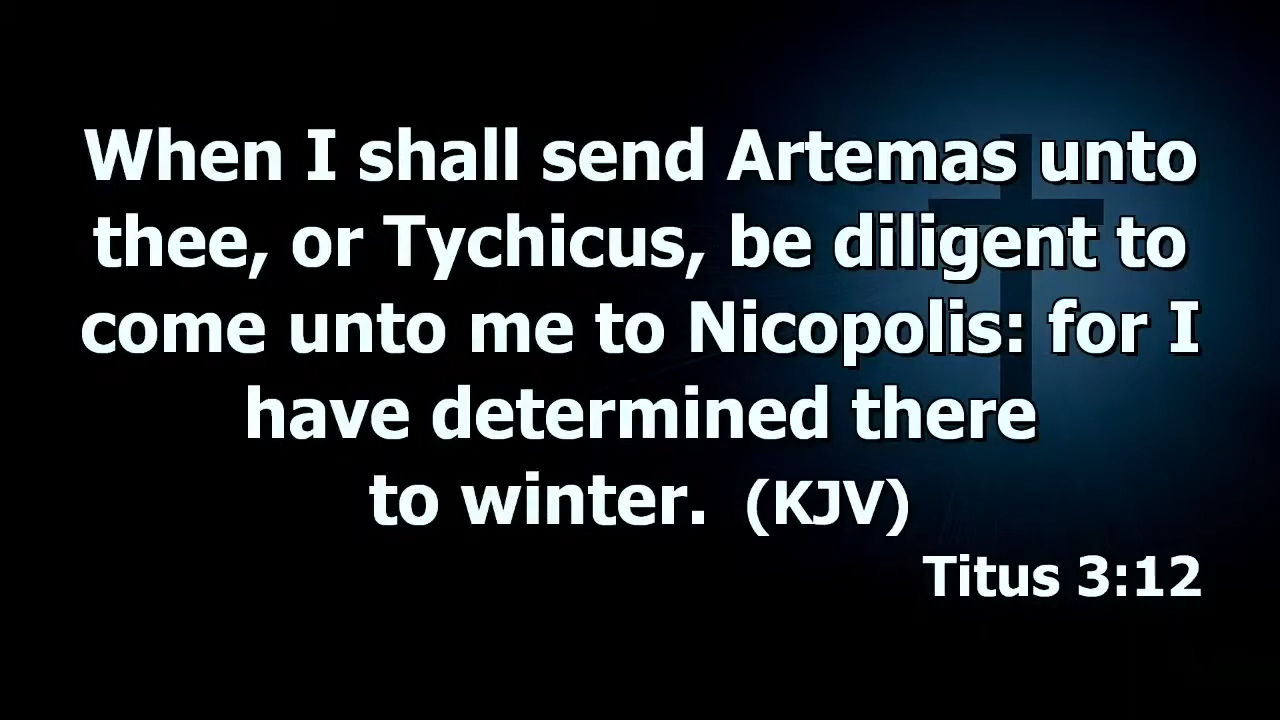 When I shall send Artemas unto
thee, or Tychicus, be diligent to
come unto me to Nicopolis: for I
have determined there
to winter. (KJV)
Titus 3:12